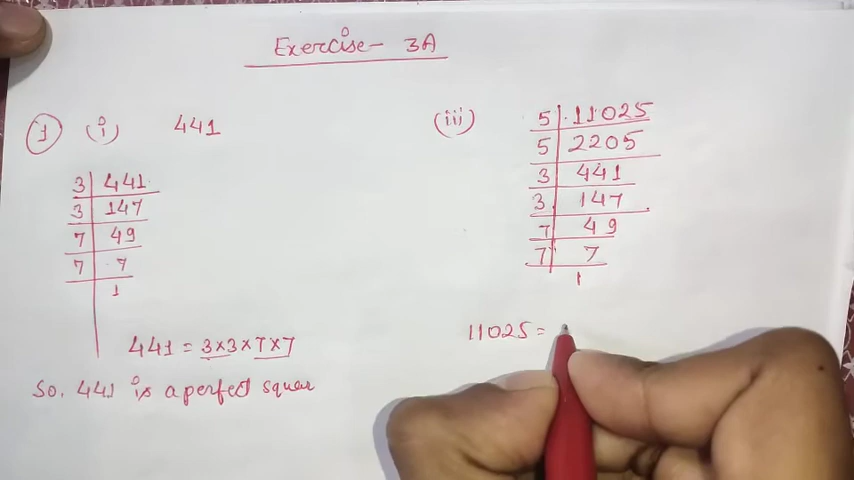 Exercise- 3A
1 (i) 441
3 441
3 147
7 49
7 7
1
441 = 3×3×7×7
So, 441 is a perfect squar
(iii)
5 11025
5 2205
3 441
3 147
7 49
7 7
1
11025=